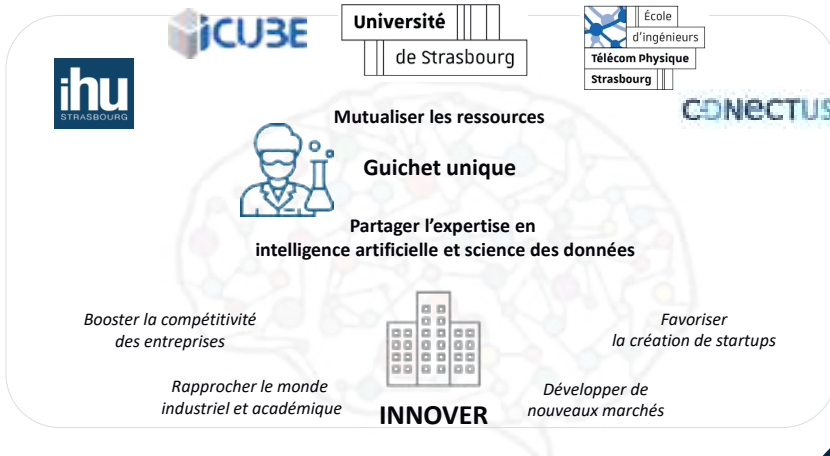 iCUBE
Université
de Strasbourg
École
d'ingénieurs
Télécom Physique
Strasbourg
ihu
STRASBOURG
CONECTUS
Mutualiser les ressources
Guichet unique
Partager l'expertise en
intelligence artificielle et science des données
Booster la compétitivité
des entreprises
Favoriser
la création de startups
Rapprocher le monde
industriel et académique
Développer de
nouveaux marchés
INNOVER